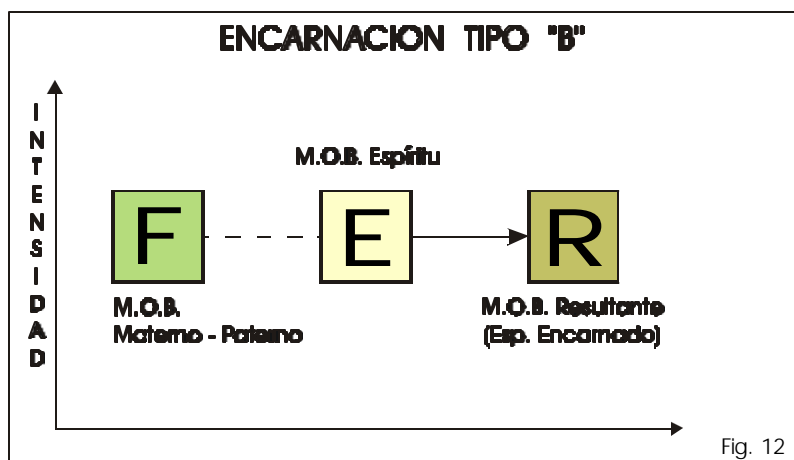 ENCARNACION TIPO "B"
INTENSIDAD
M.O.B. Espíritu
F
E
R
M.O.B.
Materno - Paterno
M.O.B. Resultante
(Esp. Encarnado)
Fig. 12